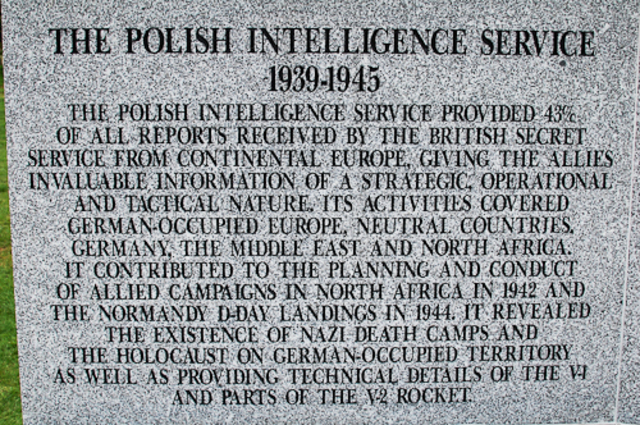 THE POLISH INTELLIGENCE SERVICE
1939-1945
THE POLISH INTELLIGENCE SERVICE PROVIDED 43%
OF ALL REPORTS RECEIVED BY THE BRITISH SECRET
SERVICE FROM CONTINENTAL EUROPE, GIVING THE ALLIES
INVALUABLE INFORMATION OF A STRATEGIC, OPERATIONAL
AND TACTICAL NATURE. ITS ACTIVITIES COVERED
GERMAN-OCCUPIED EUROPE, NEUTRAL COUNTRIES,
GERMANY, THE MIDDLE EAST AND NORTH AFRICA.
IT CONTRIBUTED TO THE PLANNING AND CONDUCT
OF ALLIED CAMPAIGNS IN NORTH AFRICA IN 1942 AND
THE NORMANDY D-DAY LANDINGS IN 1944. IT REVEALED
THE EXISTENCE OF NAZI DEATH CAMPS AND
THE HOLOCAUST ON GERMAN-OCCUPIED TERRITORY
AS WELL AS PROVIDING TECHNICAL DETAILS OF THE V-1
AND PARTS OF THE V-2 ROCKET.